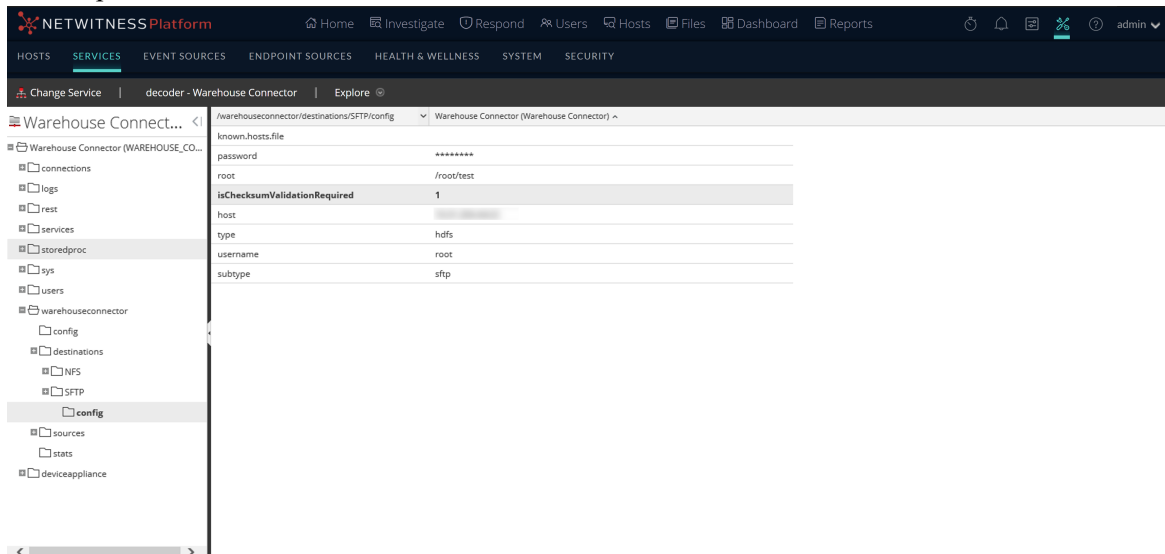 NETWITNESS Platform
Home Investigate Respond Users Hosts Files Dashboard Reports admin
HOSTS SERVICES EVENT SOURCES ENDPOINT SOURCES HEALTH & WELLNESS SYSTEM SECURITY
Change Service | decoder - Warehouse Connector | Explore
Warehouse Connect...
Warehouse Connector (WAREHOUSE_CO...
connections
logs
rest
services
storedproc
sys
users
warehouseconnector
config
destinations
NFS
SFTP
config
sources
stats
deviceappliance
/warehouseconnector/destinations/SFTP/config Warehouse Connector (Warehouse Connector)
known.hosts.file
password ********
root /root/test
isChecksumValidationRequired 1
host
type hdfs
username root
subtype sftp